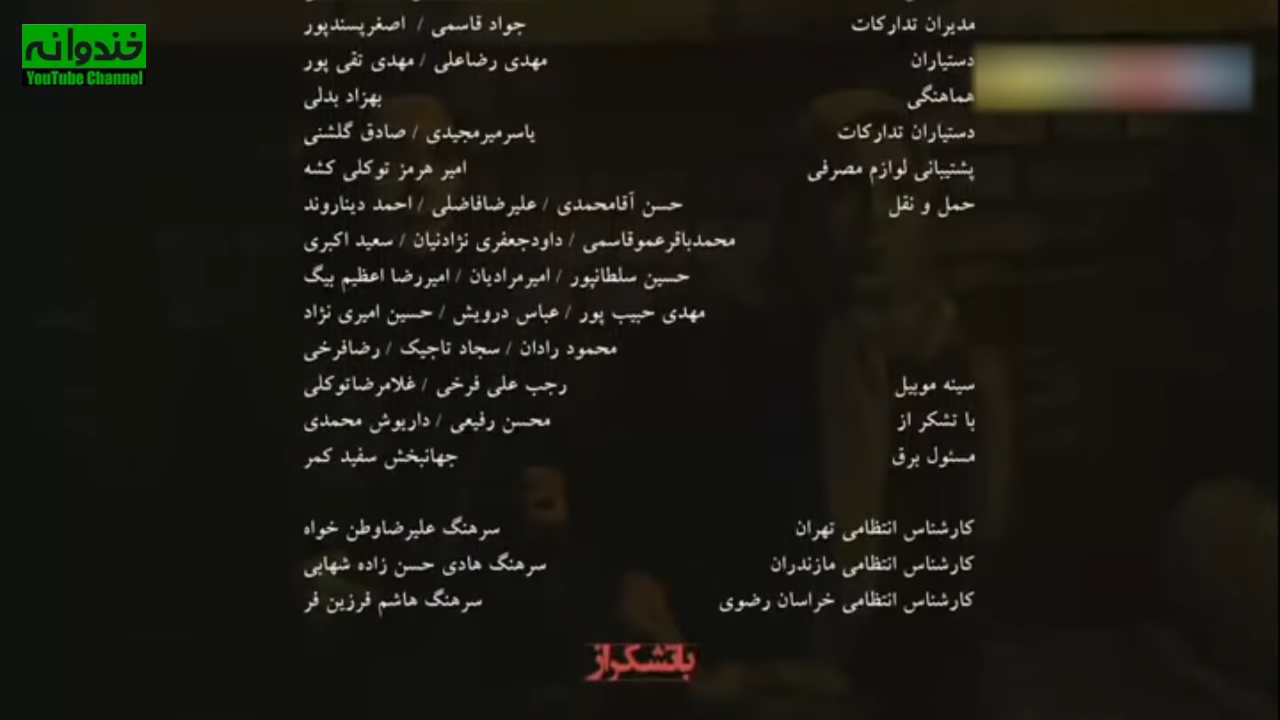 خندوانه
YouTube Channel
مدیران تدارکات جواد قاسمی / اصغرپسندپور
دستیاران مهدی رضاعلی / مهدی تقی پور
هماهنگی بهزاد بدلی
دستیاران تدارکات یاسرمیرمجیدی / صادق گلشنی
پشتیبانی لوازم مصرفی امیر هرمز توکلی کشه
حمل و نقل حسن آقامحمدی / علیرضافاضلی / احمد دیناروند
محمدباقرعموقاسمی / داودجعفری نژادنیان / سعید اکبری
حسین سلطانپور / امیرمرادیان / امیررضا اعظیم بیگ
مهدی حبیب پور / عباس درویش / حسین امیری نژاد
محمود رادان / سجاد تاجیک / رضافرخی
سینه موبیل رجب علی فرخی / غلامرضاتوکلی
با تشکر از محسن رفیعی / داریوش محمدی
مسئول برق جهانبخش سفید کمر
کارشناس انتظامی تهران سرهنگ علیرضاوطن خواه
کارشناس انتظامی مازندران سرهنگ هادی حسن زاده شهابی
کارشناس انتظامی خراسان رضوی سرهنگ هاشم فرزین فر
باتشکراز